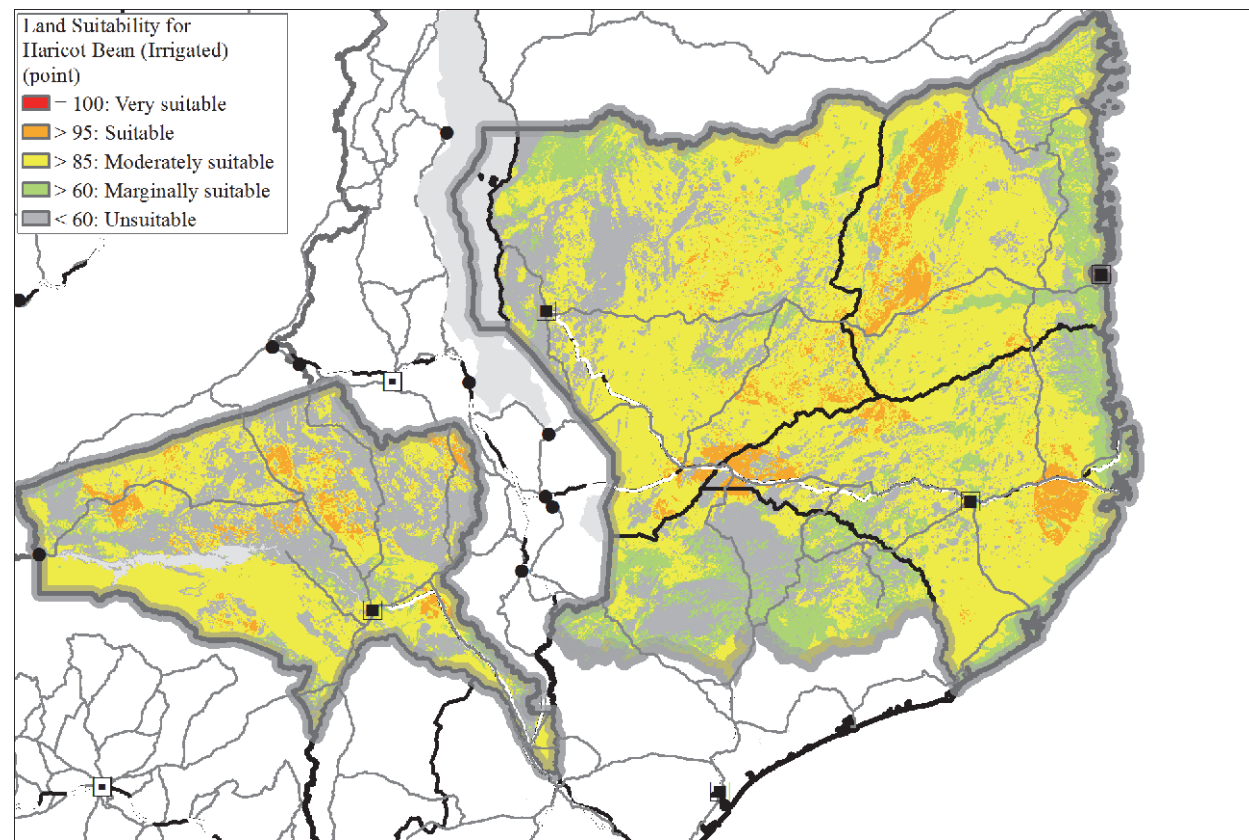 Land Suitability for
Haricot Bean (Irrigated)
(point)
= 100: Very suitable
> 95: Suitable
> 85: Moderately suitable
> 60: Marginally suitable
< 60: Unsuitable